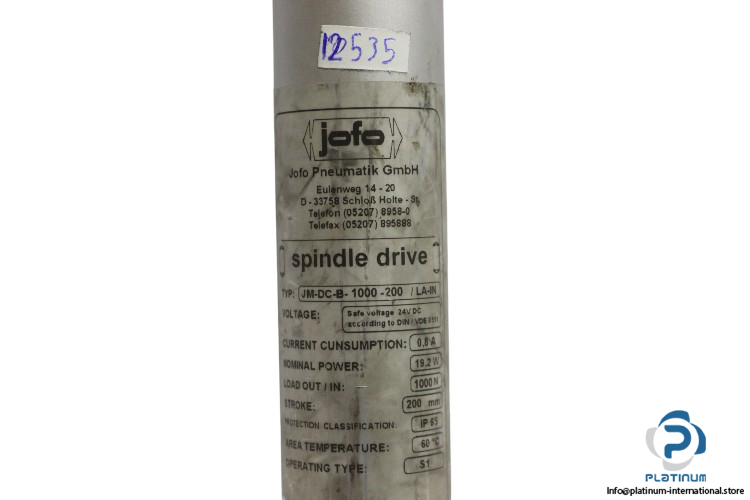 12535
jofo
Jofo Pneumatik GmbH
Eulenweg 14 - 20
D - 33758 Schloß Holte - St.
Telefon (05207) 8958-0
Telefax (05207) 895888
spindle drive
TYP: JM-DC-B- 1000 -200 / LA-IN
VOLTAGE: Safe voltage 24V DC
according to DIN / VDE
CURRENT CUNSUMPTION: 0,8 A
NOMINAL POWER: 19,2 W
LOAD OUT / IN: 1000 N
STROKE: 200 mm
PROTECTION CLASSIFICATION: IP 65
AREA TEMPERATURE: 60 °C
OPERATING TYPE: S1
PLATINUM
Info@platinum-international.store